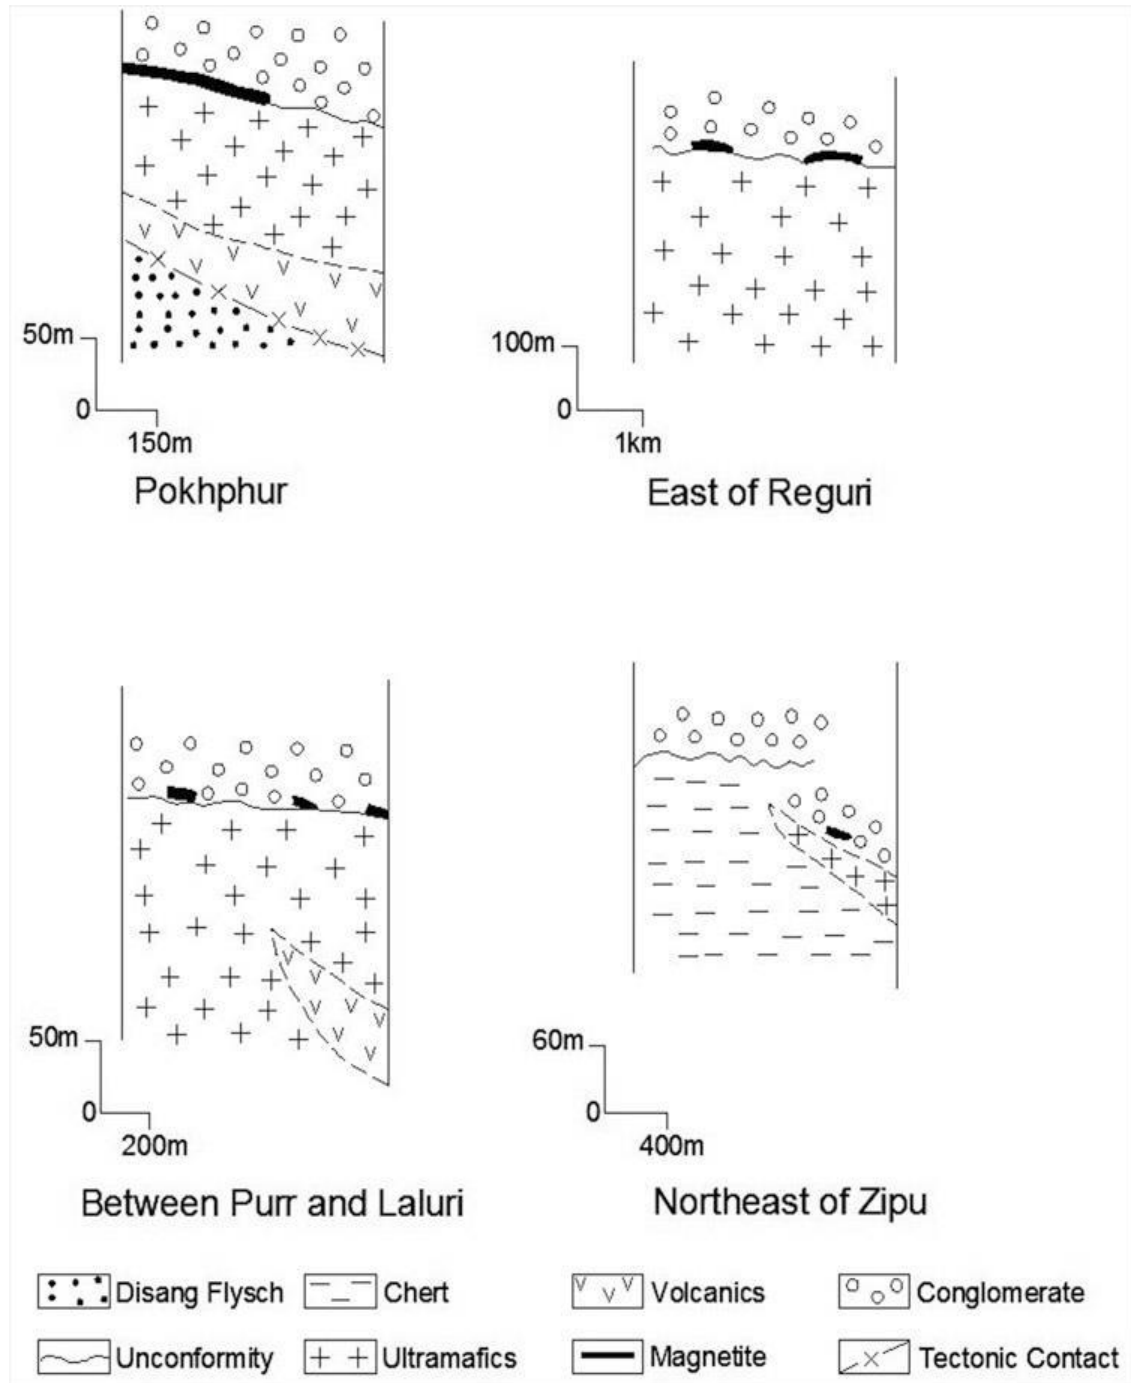 50m
0
150m
Pokhphur
100m
0
1km
East of Reguri
50m
0
200m
Between Purr and Laluri
60m
0
400m
Northeast of Zipu
Disang Flysch
Chert
Volcanics
Conglomerate
Unconformity
Ultramafics
Magnetite
Tectonic Contact